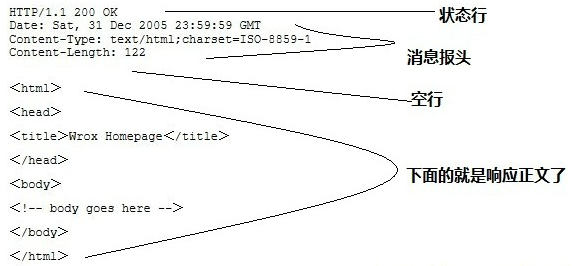 HTTP/1.1 200 OK
状态行
Date: Sat, 31 Dec 2005 23:59:59 GMT
Content-Type: text/html;charset=ISO-8859-1
Content-Length: 122
消息报头
空行
<html>
<head>
<title>Wrox Homepage</title>
</head>
<body>
下面的就是响应正文了
<!-- body goes here -->
</body>
</html>